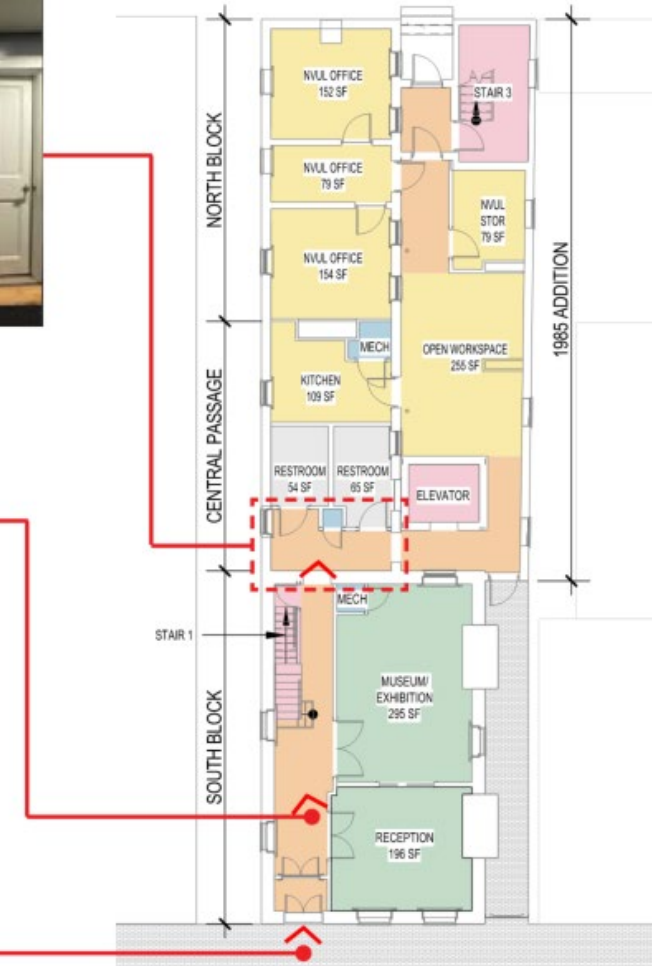 NORTH BLOCK
CENTRAL PASSAGE
SOUTH BLOCK
1985 ADDITION
NVUL OFFICE
152 SF
STAIR 3
NVUL OFFICE
79 SF
NVUL
STOR
79 SF
NVUL OFFICE
154 SF
MECH
OPEN WORKSPACE
255 SF
KITCHEN
109 SF
RESTROOM
54 SF
RESTROOM
65 SF
ELEVATOR
MECH
STAIR 1
MUSEUM/
EXHIBITION
295 SF
RECEPTION
196 SF